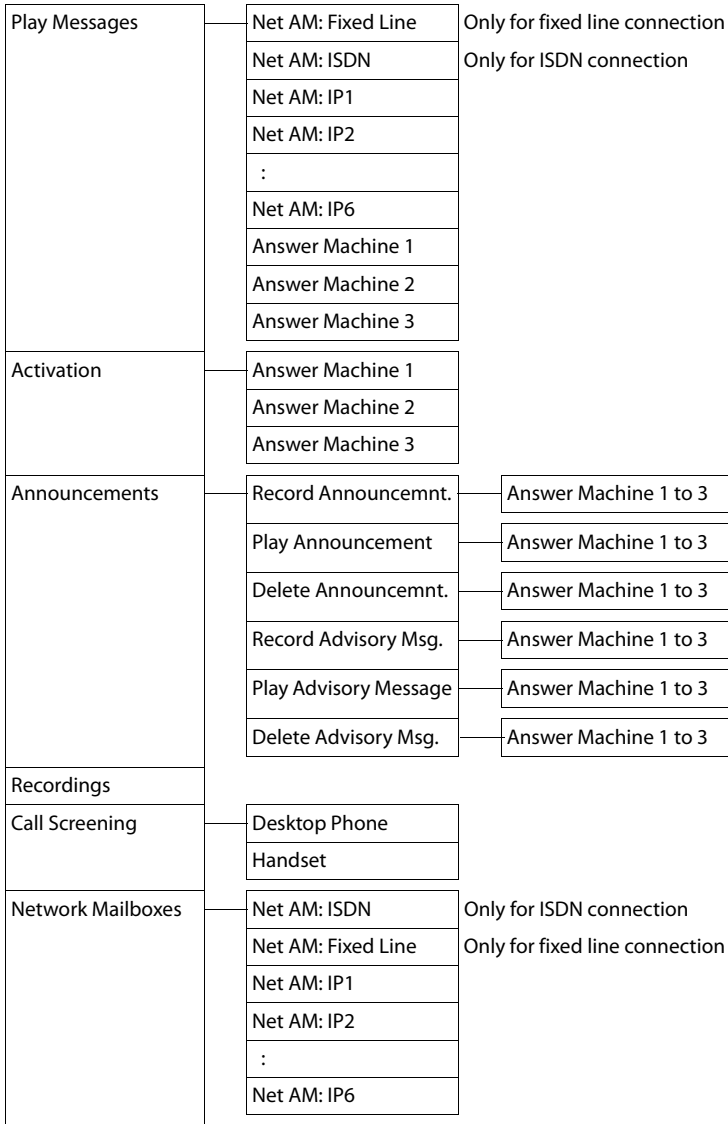 Play Messages Net AM: Fixed Line Only for fixed line connection
Net AM: ISDN Only for ISDN connection
Net AM: IP1
Net AM: IP2
:
Net AM: IP6
Answer Machine 1
Answer Machine 2
Answer Machine 3
Activation Answer Machine 1
Answer Machine 2
Answer Machine 3
Announcements Record Announcemnt. Answer Machine 1 to 3
Play Announcement Answer Machine 1 to 3
Delete Announcemnt. Answer Machine 1 to 3
Record Advisory Msg. Answer Machine 1 to 3
Play Advisory Message Answer Machine 1 to 3
Delete Advisory Msg. Answer Machine 1 to 3
Recordings
Call Screening Desktop Phone
Handset
Network Mailboxes Net AM: ISDN Only for ISDN connection
Net AM: Fixed Line Only for fixed line connection
Net AM: IP1
Net AM: IP2
:
Net AM: IP6